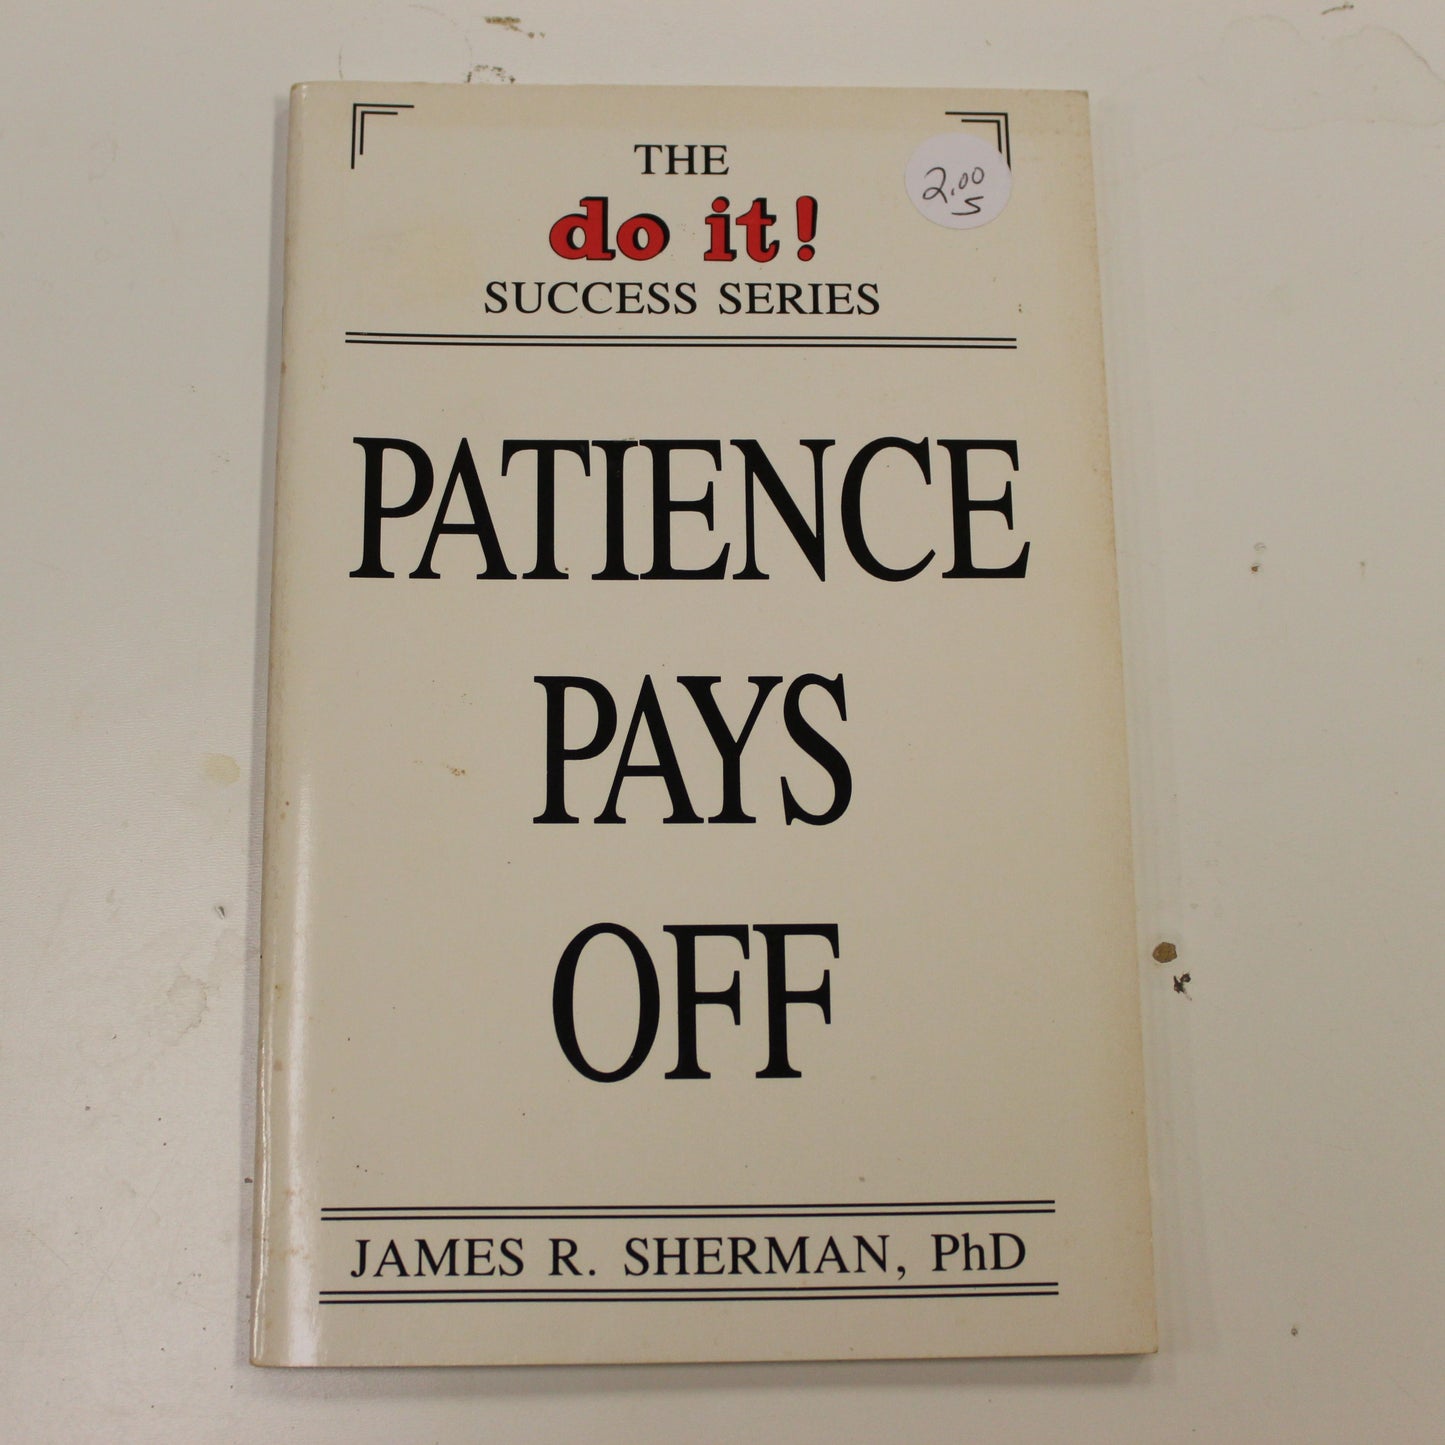 THE
do it!
SUCCESS SERIES
2.00
S
PATIENCE
PAYS
OFF
JAMES R. SHERMAN, PhD